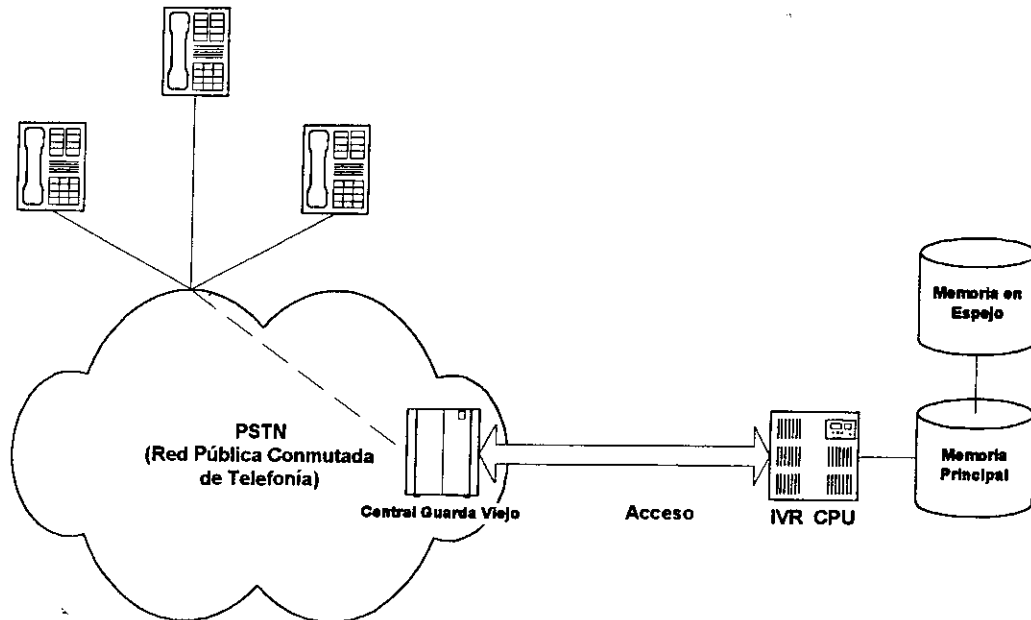 Memoria en
Espejo
PSTN
(Red Pública Conmutada
de Telefonía)
Memoria
Principal
Central Guarda Viejo
Acceso
IVR CPU